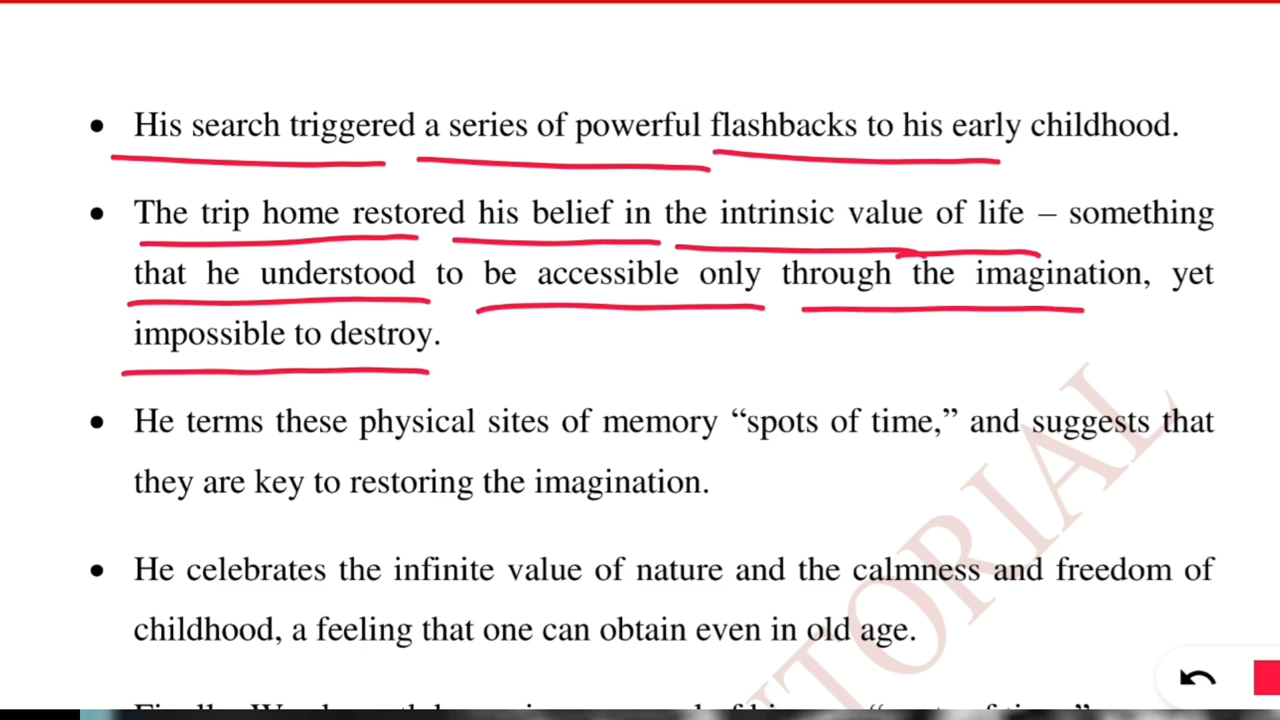 • His search triggered a series of powerful flashbacks to his early childhood.
• The trip home restored his belief in the intrinsic value of life – something
that he understood to be accessible only through the imagination, yet
impossible to destroy.
• He terms these physical sites of memory “spots of time,” and suggests that
they are key to restoring the imagination.
• He celebrates the infinite value of nature and the calmness and freedom of
childhood, a feeling that one can obtain even in old age.
TORIAL